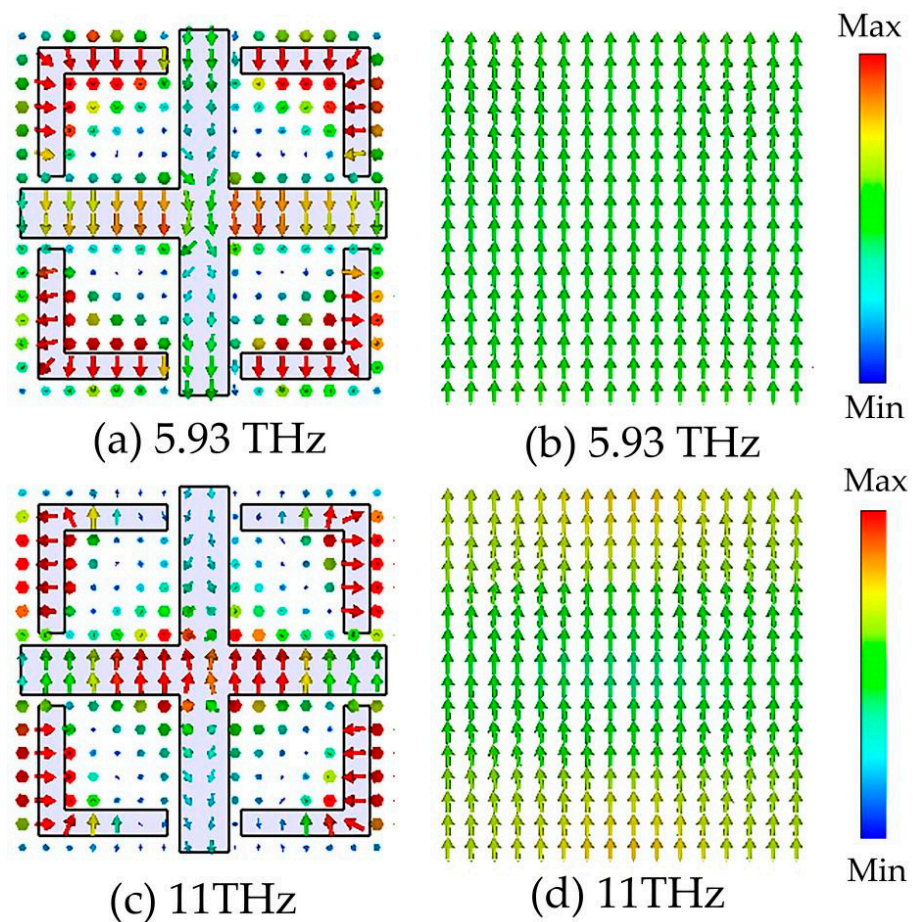 Max
Min
(a) 5.93 THz
(b) 5.93 THz
Max
Min
(c) 11THz
(d) 11THz